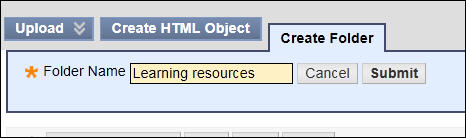 Upload Create HTML Object Create Folder
* Folder Name Learning resources Cancel Submit